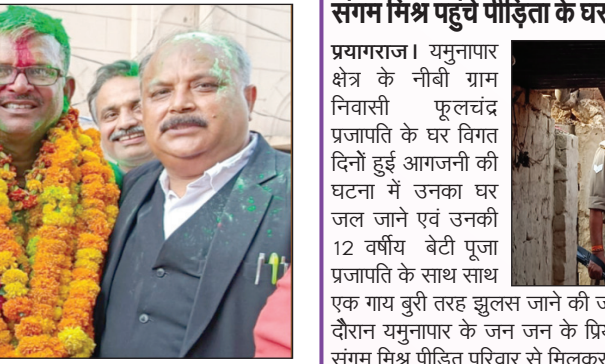 संगम मिश्र पहुंचे पीड़िता के घर
प्रयागराज। यमुनापार
क्षेत्र के नीबी ग्राम
निवासी फूलचंद्र
प्रजापति के घर विगत
दिनों हुई आगजनी की
घटना में उनका घर
जल जाने एवं उनकी
12 वर्षीय बेटी पूजा
प्रजापति के साथ साथ
एक गाय बुरी तरह झुलस जाने की
दौरान यमुनापार के जन जन के
संगम मिश्र पीड़ित परिवार से मिलकर